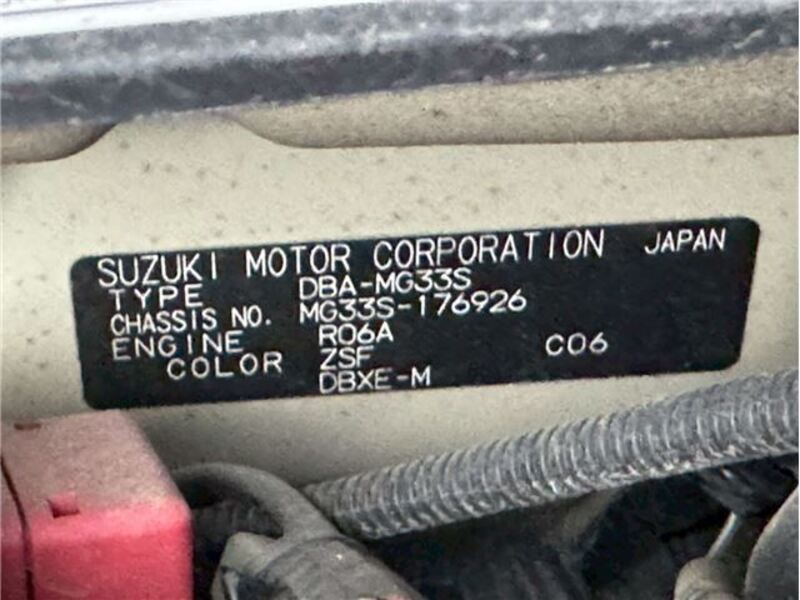 SUZUKI MOTOR CORPORATION JAPAN
TYPE DBA-MG33S
CHASSIS NO. MG33S-176926
ENGINE R06A
COLOR ZSF C06
DBXE-M